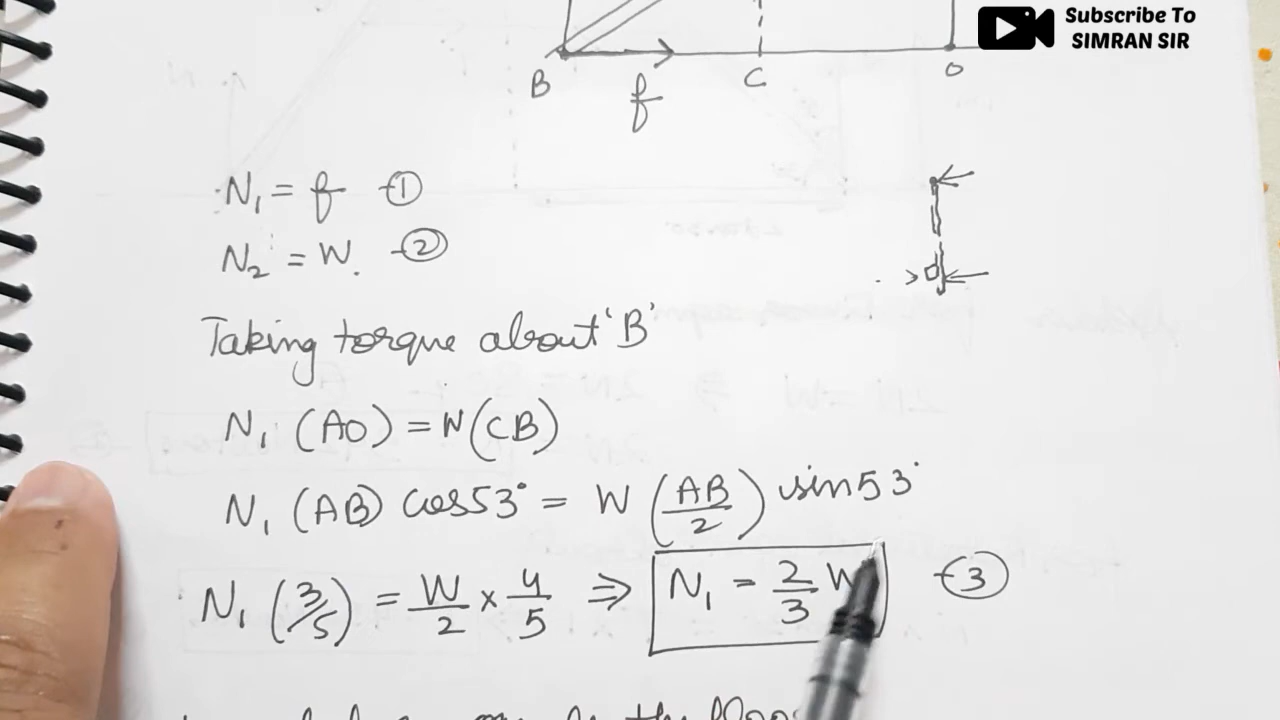 Subscribe To
SIMRAN SIR
B f C O
N₁ = f -①
N₂ = W. -②
Taking torque about 'B'
N₁ (AO) = W (CB)
N₁ (AB) cos53° = W (AB/2) sin53°
N₁ (3/5) = W/2 × 4/5 ⇒ N₁ = 2/3 W -③